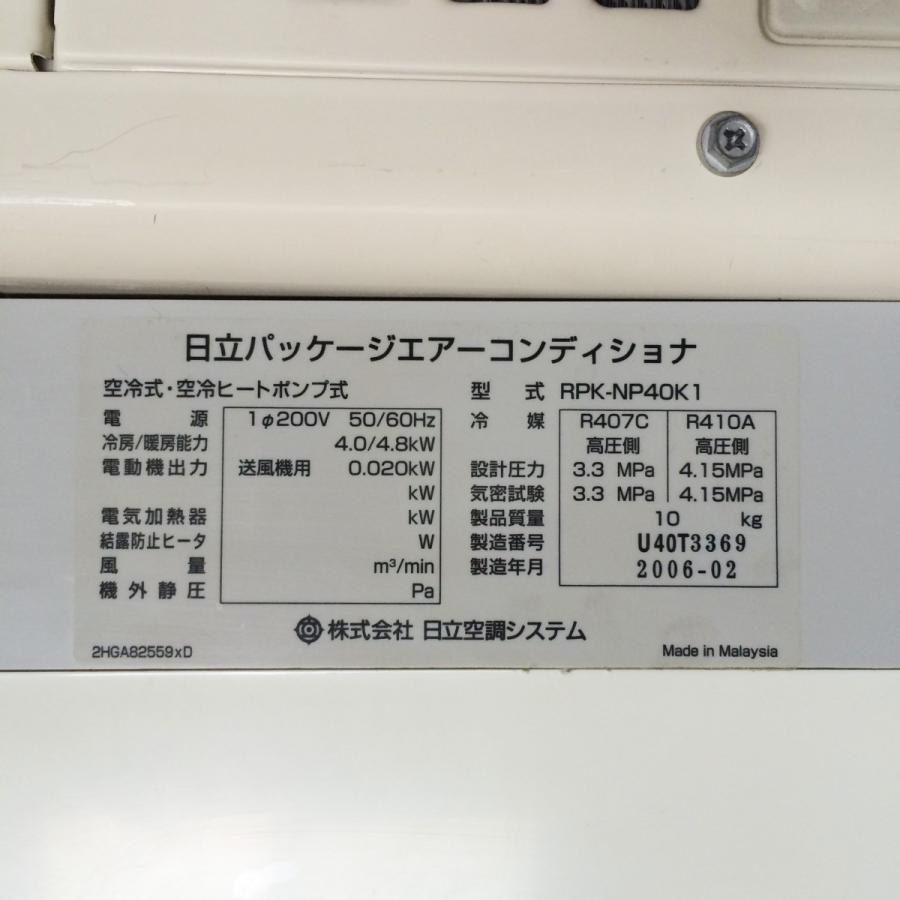 日立パッケージエアーコンディショナ
空冷式・空冷ヒートポンプ式
電源 1φ200V 50/60Hz
冷房/暖房能力 4.0/4.8kW
電動機出力 送風機用 0.020kW
kW
電気加熱器 kW
結露防止ヒータ W
風量 m³/min
機外静圧 Pa
型式 RPK-NP40K1
冷媒 R407C R410A
高圧側 高圧側
設計圧力 3.3 MPa 4.15MPa
気密試験 3.3 MPa 4.15MPa
製品質量 10 kg
製造番号 U40T3369
製造年月 2006-02
株式会社 日立空調システム
2HGA82559xD
Made in Malaysia